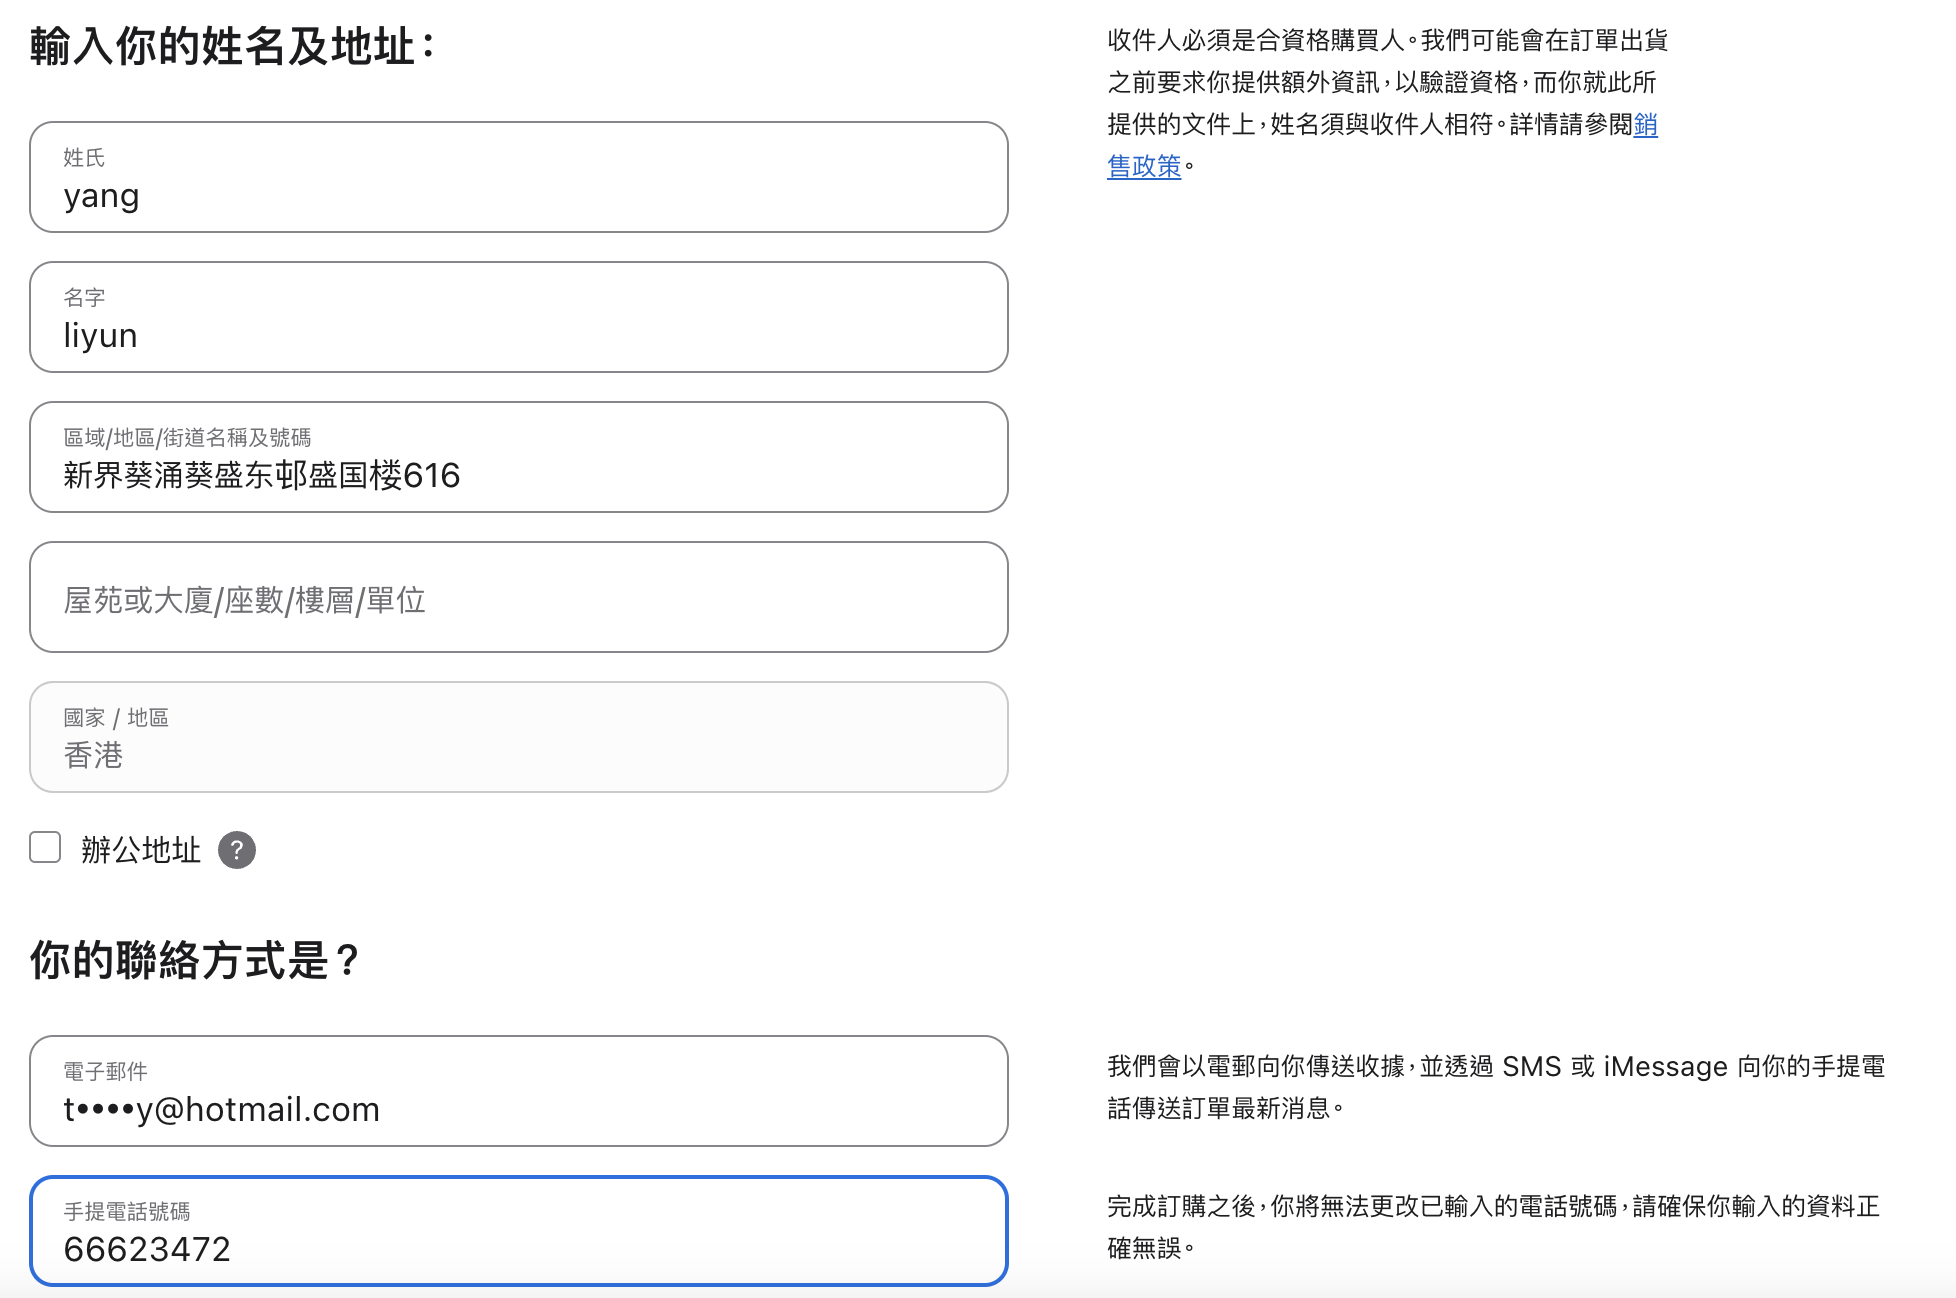 輸入你的姓名及地址：
收件人必須是合資格購買人。我們可能會在訂單出貨
之前要求你提供額外資訊，以驗證資格，而你就此所
提供的文件上，姓名須與收件人相符。詳情請參閱銷
售政策。
姓氏
yang
名字
liyun
區域/地區/街道名稱及號碼
新界葵涌葵盛东邨盛国楼616
屋苑或大廈/座數/樓層/單位
國家 / 地區
香港
辦公地址 ?
你的聯絡方式是？
電子郵件
t••••y@hotmail.com
我們會以電郵向你傳送收據，並透過 SMS 或 iMessage 向你的手提電
話傳送訂單最新消息。
手提電話號碼
66623472
完成訂購之後，你將無法更改已輸入的電話號碼，請確保你輸入的資料正
確無誤。